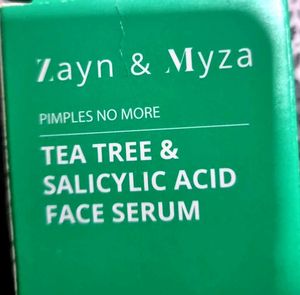 Zayn & Myza
PIMPLES NO MORE
TEA TREE &
SALICYLIC ACID
FACE SERUM